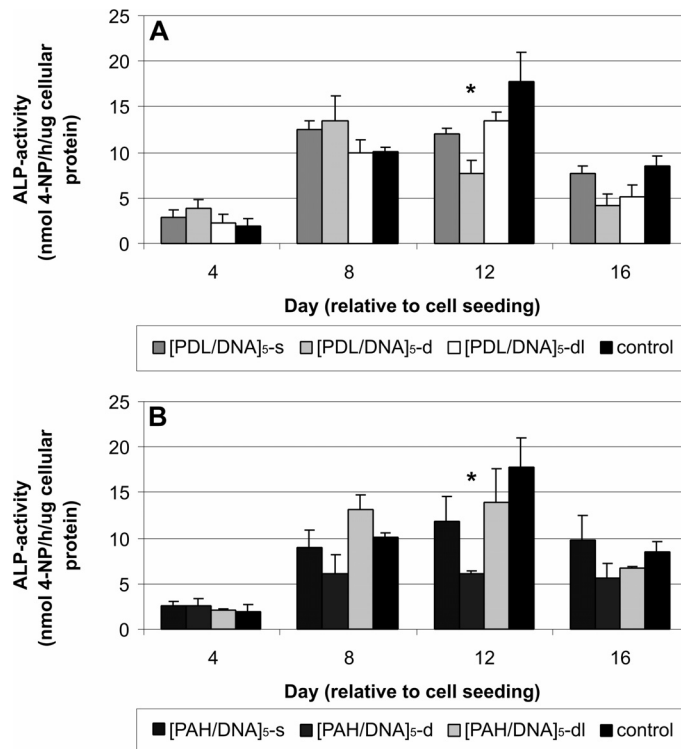 A
ALP-activity
(nmol 4-NP/h/ug cellular
protein)
25
20
15
10
5
0
*
4 8 12 16
Day (relative to cell seeding)
[PDL/DNA]₅-s [PDL/DNA]₅-d [PDL/DNA]₅-dl control
B
ALP-activity
(nmol 4-NP/h/ug cellular
protein)
25
20
15
10
5
0
*
4 8 12 16
Day (relative to cell seeding)
[PAH/DNA]₅-s [PAH/DNA]₅-d [PAH/DNA]₅-dl control